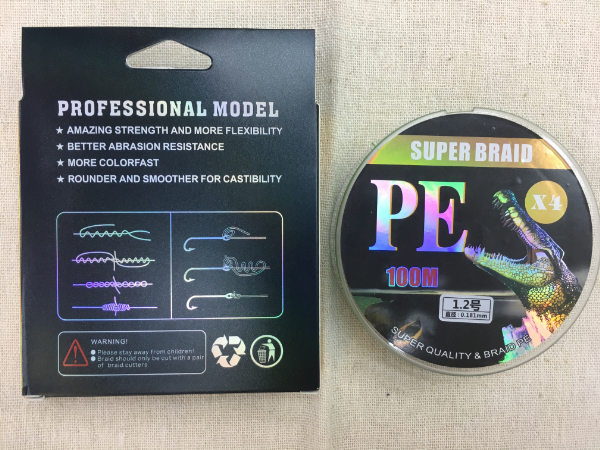 PROFESSIONAL MODEL
★ AMAZING STRENGTH AND MORE FLEXIBILITY
★ BETTER ABRASION RESISTANCE
★ MORE COLORFAST
★ ROUNDER AND SMOOTHER FOR CASTIBILITY
WARNING!
● Please stay away from children!
● Braid should only be cut with a pair
of braid cutters.
SUPER BRAID
PE
X4
100M
1.2号
直径:0.181mm
SUPER QUALITY & BRAID PE